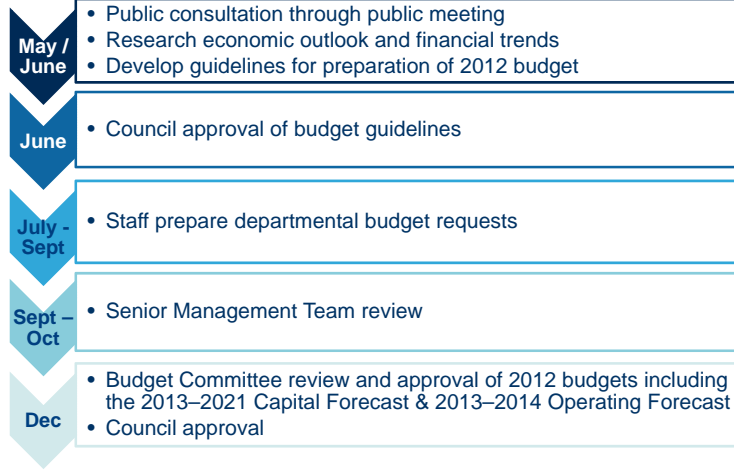 May /
June
• Public consultation through public meeting
• Research economic outlook and financial trends
• Develop guidelines for preparation of 2012 budget
June
• Council approval of budget guidelines
July -
Sept
• Staff prepare departmental budget requests
Sept –
Oct
• Senior Management Team review
Dec
• Budget Committee review and approval of 2012 budgets including
the 2013–2021 Capital Forecast & 2013–2014 Operating Forecast
• Council approval